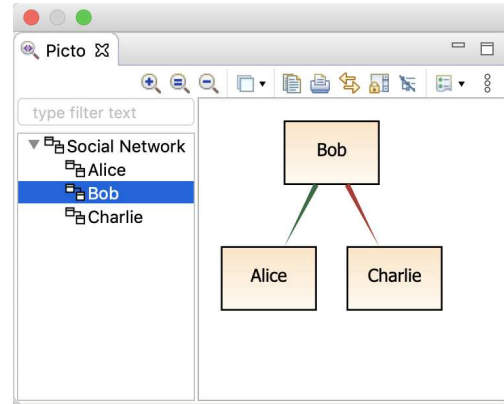 Picto
type filter text
Social Network
Alice
Bob
Charlie
Bob
Alice
Charlie